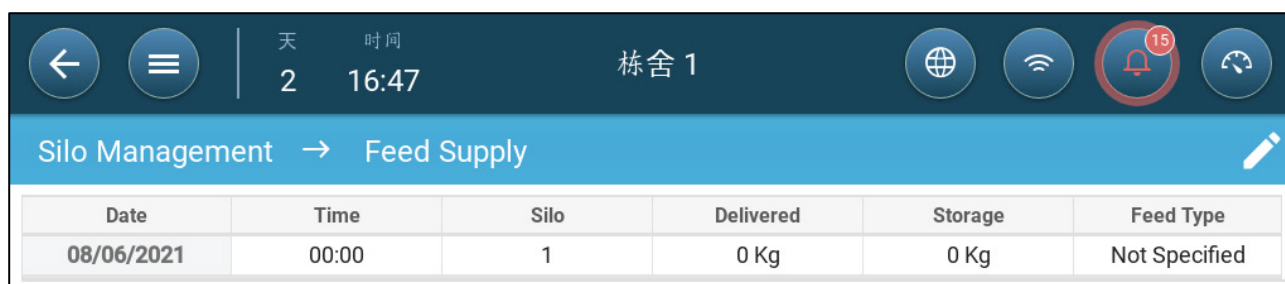 天 时间
2 16:47
栋舍 1
15
Silo Management → Feed Supply
Date Time Silo Delivered Storage Feed Type
08/06/2021 00:00 1 0 Kg 0 Kg Not Specified